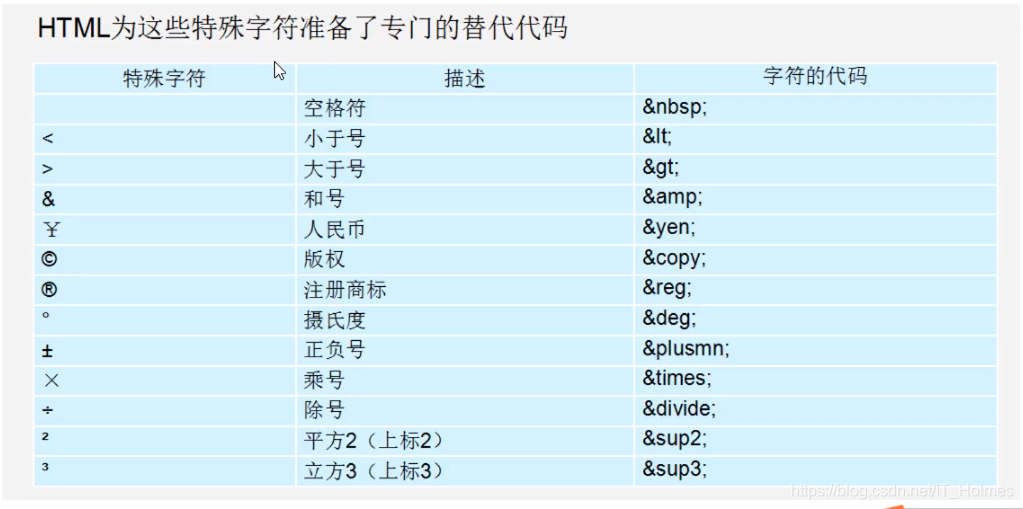 HTML为这些特殊字符准备了专门的替代代码
特殊字符 描述 字符的代码
空格符 &nbsp;
< 小于号 &lt;
> 大于号 &gt;
& 和号 &amp;
¥ 人民币 &yen;
© 版权 &copy;
® 注册商标 &reg;
° 摄氏度 &deg;
± 正负号 &plusmn;
× 乘号 &times;
÷ 除号 &divide;
² 平方2（上标2） &sup2;
³ 立方3（上标3） &sup3;
https://blog.csdn.net/IT_Holmes